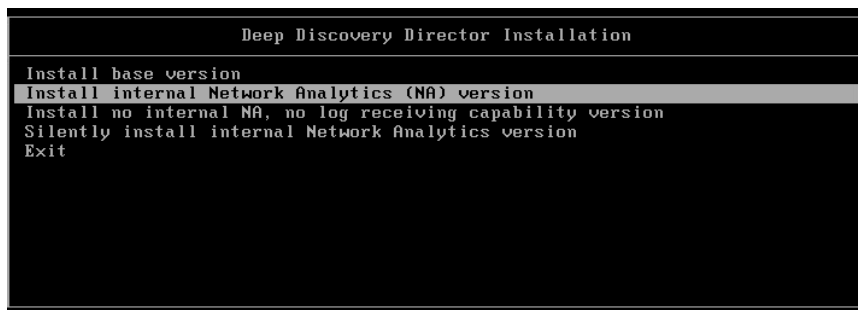 Deep Discovery Director Installation
Install base version
Install internal Network Analytics (NA) version
Install no internal NA, no log receiving capability version
Silently install internal Network Analytics version
Exit